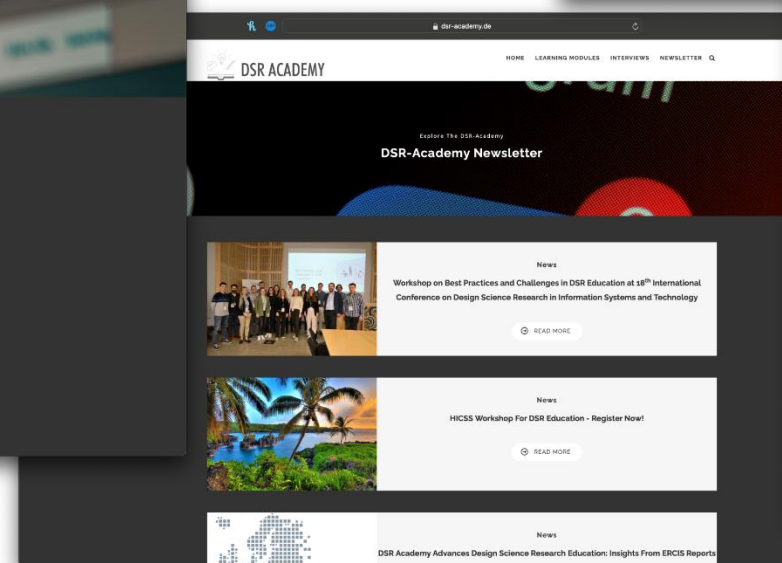 dsr-academy.de
DSR ACADEMY
HOME LEARNING MODULES INTERVIEWS NEWSLETTER
Explore The DSR-Academy
DSR-Academy Newsletter
News
Workshop on Best Practices and Challenges in DSR Education at 18th International
Conference on Design Science Research in Information Systems and Technology
READ MORE
News
HICSS Workshop For DSR Education - Register Now!
READ MORE
News
DSR Academy Advances Design Science Research Education: Insights From ERCIS Reports